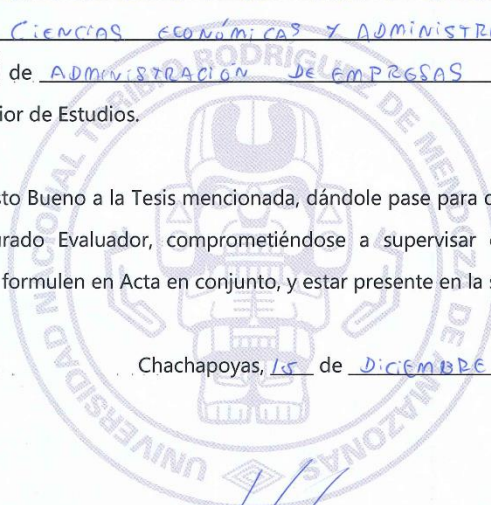 CIENCIAS ECONÓMICAS Y ADMINISTR
de ADMINISTRACIÓN DE EMPRESAS
ior de Estudios.
sto Bueno a la Tesis mencionada, dándole pase para
urado Evaluador, comprometiéndose a supervisar
formulen en Acta en conjunto, y estar presente en la s
Chachapoyas, 15 de DICIEMBRE
UNIVERSIDAD NACIONAL TORIBIO RODRÍGUEZ DE MENDOZA DE AMAZONAS